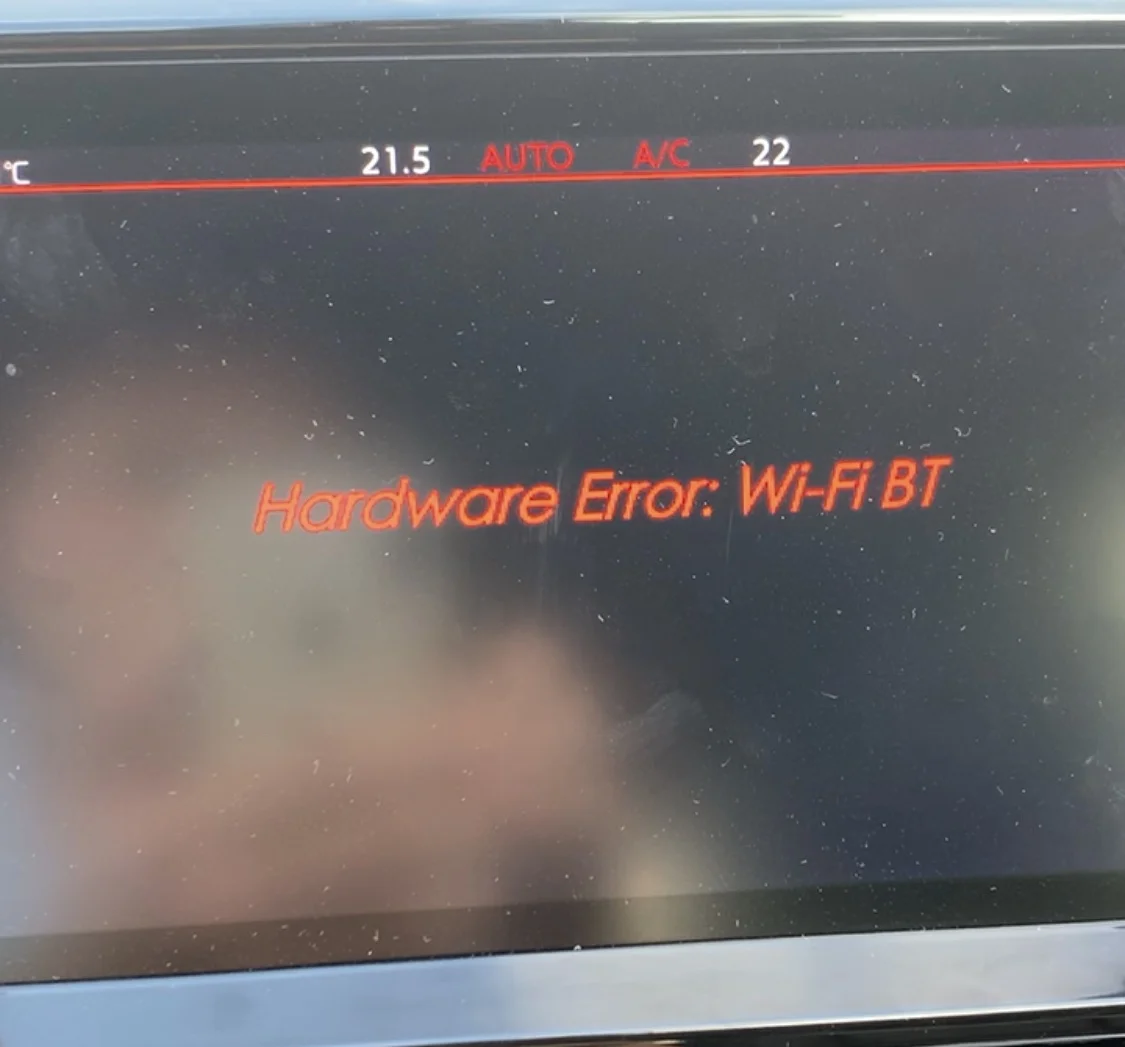 °C 21.5 AUTO A/C 22
Hardware Error: Wi-Fi BT